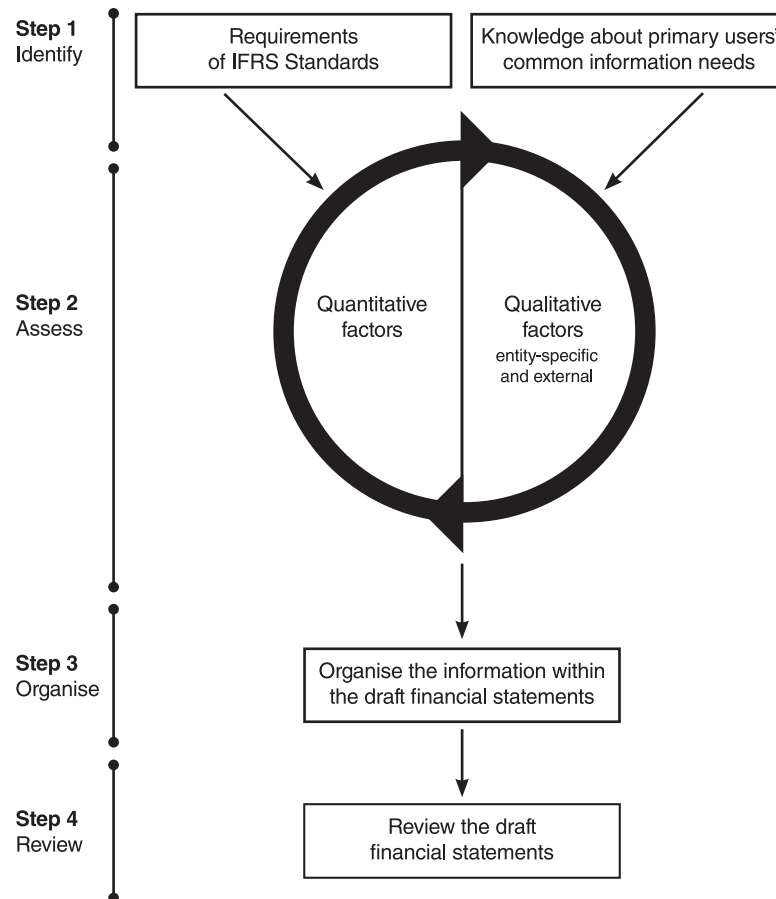 Step 1
Identify
Requirements
of IFRS Standards
Knowledge about primary users'
common information needs
Step 2
Assess
Quantitative
factors
Qualitative
factors
entity-specific
and external
Step 3
Organise
Organise the information within
the draft financial statements
Step 4
Review
Review the draft
financial statements